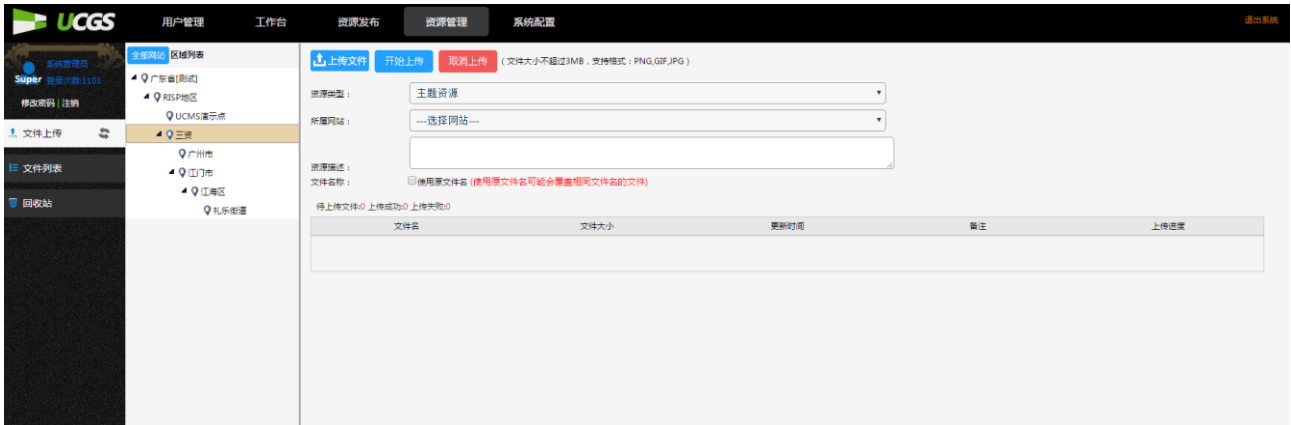 UCGS 用户管理 工作台 资源发布 资源管理 系统配置 退出系统
系统管理员
Super 登录次数:1101
修改密码 | 注销
文件上传
文件列表
回收站
全部网站 区域列表
广东省[测试]
RISP地区
UCMS演示点
三资
广州市
江门市
江海区
礼乐街道
上传文件 开始上传 取消上传 (文件大小不超过3MB，支持格式：PNG,GIF,JPG)
资源类型： 主题资源
所属网站： ---选择网站---
资源描述：
文件名称： 使用原文件名 (使用原文件名可能会覆盖相同文件名的文件)
待上传文件:0 上传成功:0 上传失败:0
文件名 文件大小 更新时间 备注 上传进度